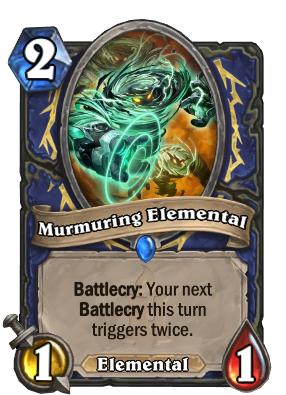 2
Murmuring Elemental
Battlecry: Your next
Battlecry this turn
triggers twice.
Elemental
1
1